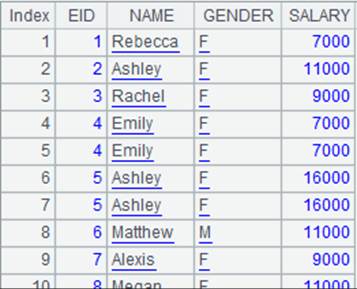 Index EID NAME GENDER SALARY
1 1 Rebecca F 7000
2 2 Ashley F 11000
3 3 Rachel F 9000
4 4 Emily F 7000
5 4 Emily F 7000
6 5 Ashley F 16000
7 5 Ashley F 16000
8 6 Matthew M 11000
9 7 Alexis F 9000
10 8 Megan F 11000